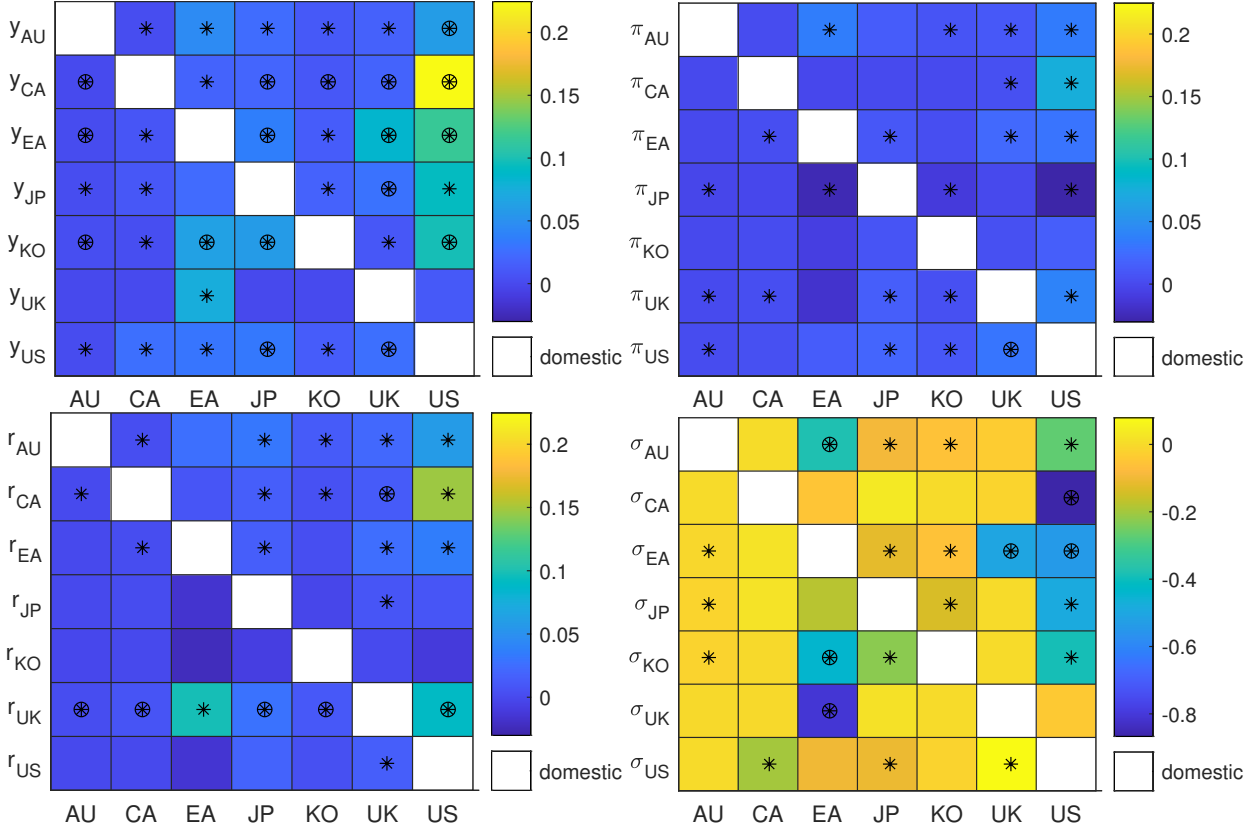 y_AU
y_CA
y_EA
y_JP
y_KO
y_UK
y_US
AU CA EA JP KO UK US
0.2
0.15
0.1
0.05
0
domestic
π_AU
π_CA
π_EA
π_JP
π_KO
π_UK
π_US
AU CA EA JP KO UK US
0.2
0.15
0.1
0.05
0
domestic
r_AU
r_CA
r_EA
r_JP
r_KO
r_UK
r_US
AU CA EA JP KO UK US
0.2
0.15
0.1
0.05
0
domestic
σ_AU
σ_CA
σ_EA
σ_JP
σ_KO
σ_UK
σ_US
AU CA EA JP KO UK US
0
-0.2
-0.4
-0.6
-0.8
domestic